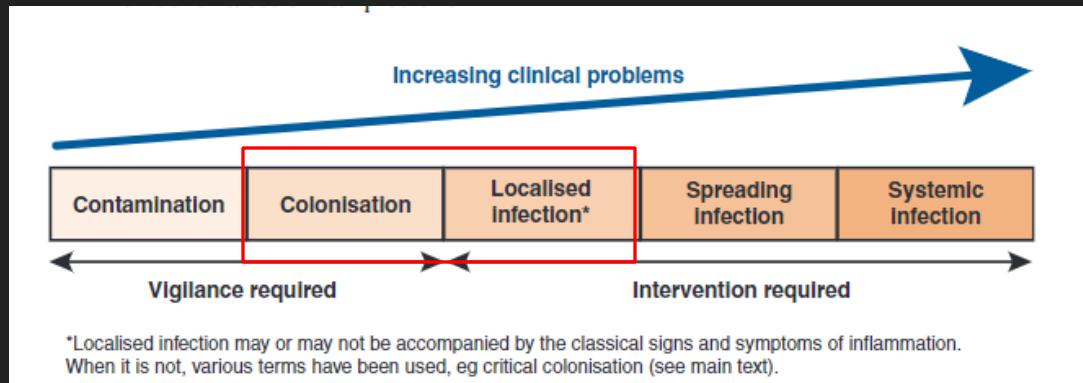 Increasing clinical problems
Contamination
Colonisation
Localised
infection*
Spreading
infection
Systemic
infection
Vigilance required
Intervention required
*Localised infection may or may not be accompanied by the classical signs and symptoms of inflammation.
When it is not, various terms have been used, eg critical colonisation (see main text).